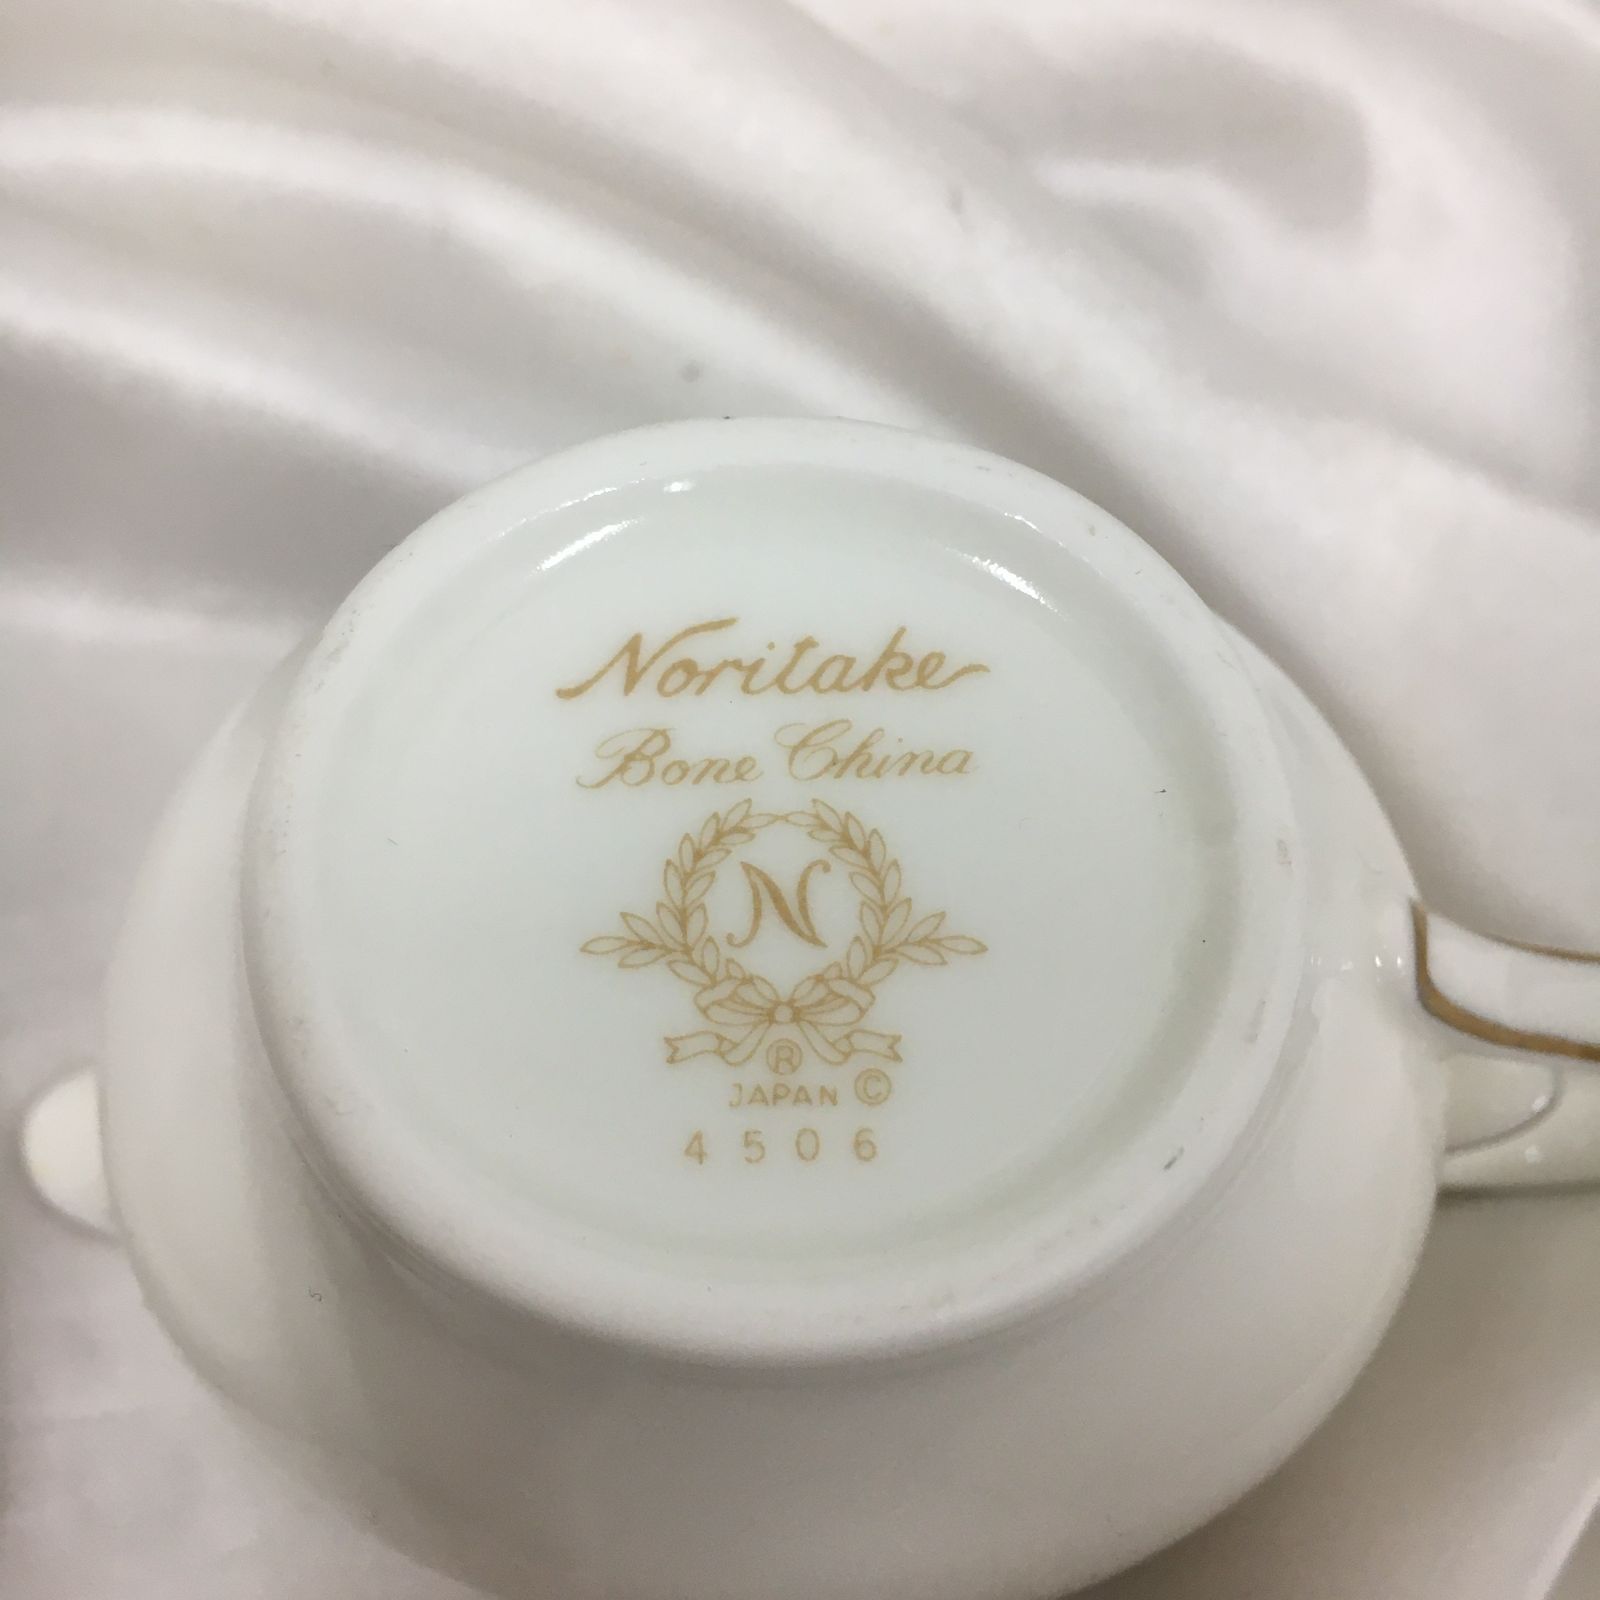 Noritake
Bone China
N
®
JAPAN ©
4506